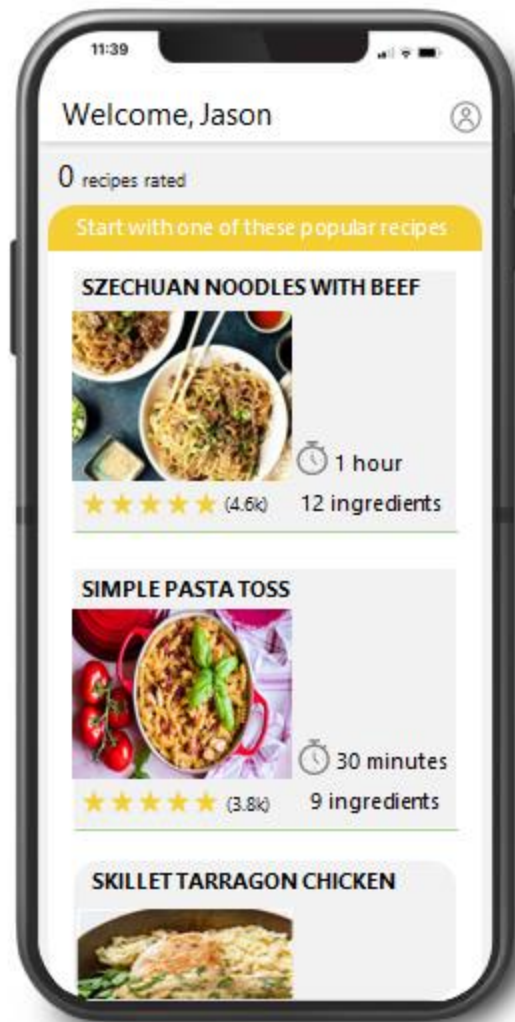 11:39
Welcome, Jason
0 recipes rated
Start with one of these popular recipes
SZECHUAN NOODLES WITH BEEF
1 hour
(4.6k) 12 ingredients
SIMPLE PASTA TOSS
30 minutes
(3.8k) 9 ingredients
SKILLET TARRAGON CHICKEN